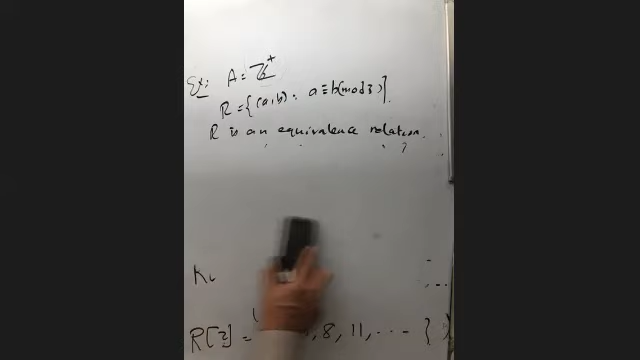 Ex: A = ℤ⁺
R = {(a,b) : a ≡ b (mod 3)}.
R is an equivalence relation.
R[2] = , 8, 11, ... }